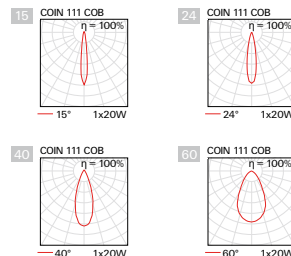 15 COIN 111 COB
η = 100%
15° 1x20W
24 COIN 111 COB
η = 100%
24° 1x20W
40 COIN 111 COB
η = 100%
40° 1x20W
60 COIN 111 COB
η = 100%
60° 1x20W